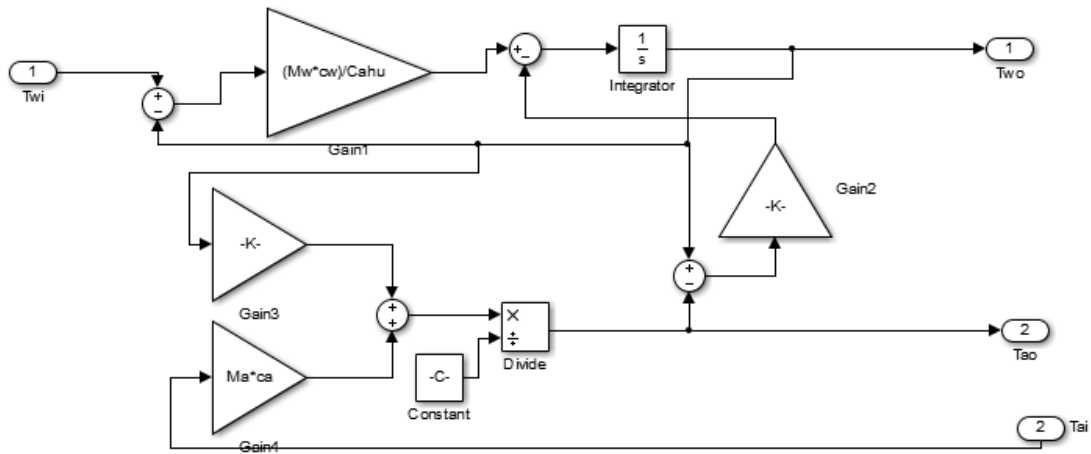 1
Twi
+
−
(Mw*cw)/Cahu
Gain1
+
−
1
s
Integrator
1
Two
-K-
Gain2
-K-
Gain3
+
−
+
+
Ma*ca
Gain4
-C-
Constant
×
÷
Divide
2
Tao
2
Tai